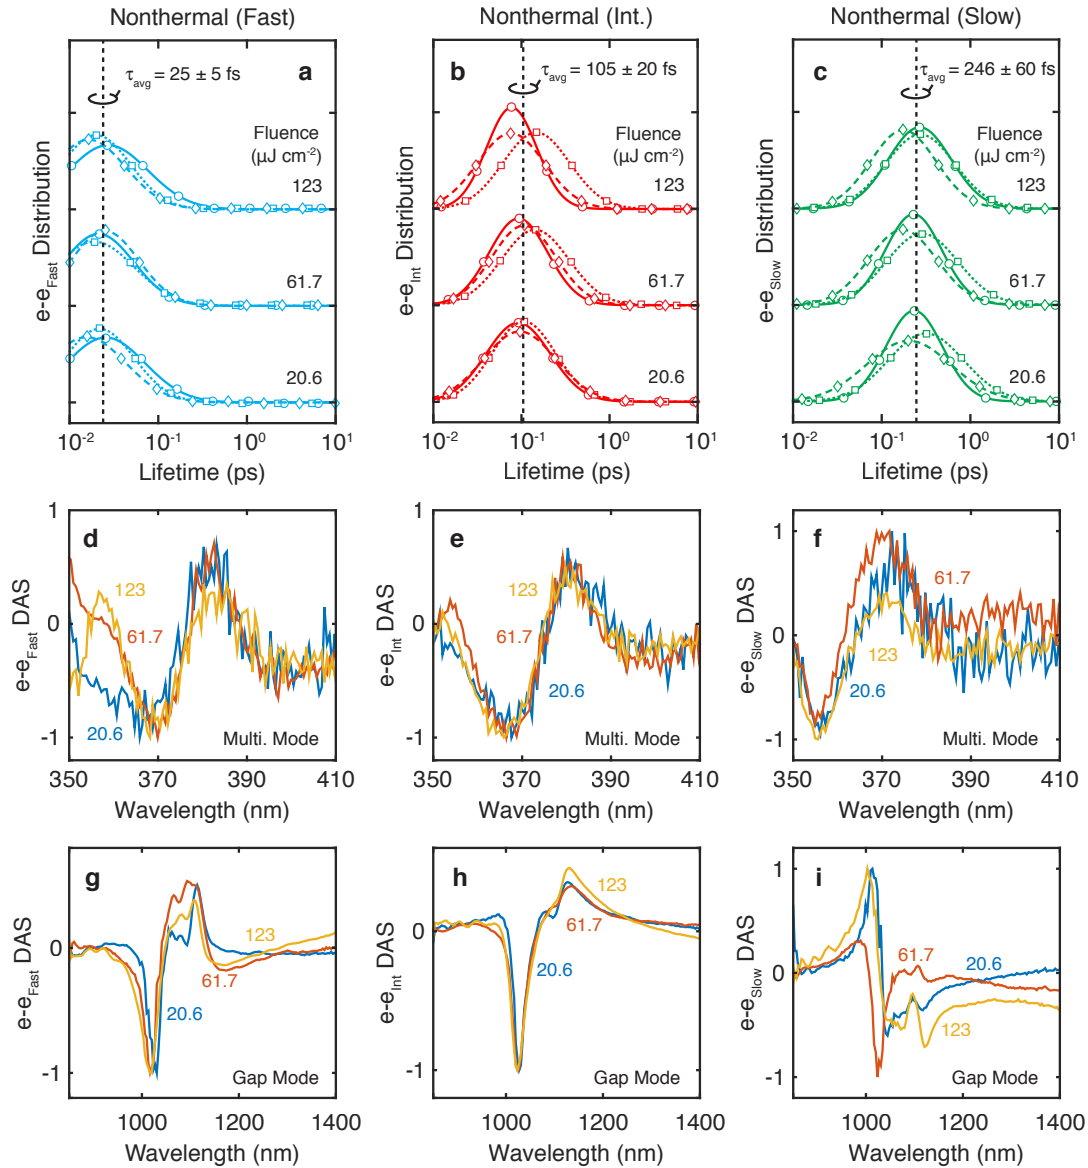 Nonthermal (Fast)
Nonthermal (Int.)
Nonthermal (Slow)
a
τavg = 25 ± 5 fs
Fluence
(µJ cm-2)
123
61.7
20.6
e-eFast Distribution
10-2 10-1 100 101
Lifetime (ps)
b
τavg = 105 ± 20 fs
Fluence
(µJ cm-2)
123
61.7
20.6
e-eInt Distribution
10-2 10-1 100 101
Lifetime (ps)
c
τavg = 246 ± 60 fs
Fluence
(µJ cm-2)
123
61.7
20.6
e-eSlow Distribution
10-2 10-1 100 101
Lifetime (ps)
d
1
0
-1
123
61.7
20.6
Multi. Mode
e-eFast DAS
350 370 390 410
Wavelength (nm)
e
1
0
-1
123
61.7
20.6
Multi. Mode
e-eInt DAS
350 370 390 410
Wavelength (nm)
f
1
0
-1
61.7
123
20.6
Multi. Mode
e-eSlow DAS
350 370 390 410
Wavelength (nm)
g
1
0
-1
123
61.7
20.6
Gap Mode
e-eFast DAS
1000 1200 1400
Wavelength (nm)
h
1
0
-1
123
61.7
20.6
Gap Mode
e-eInt DAS
1000 1200 1400
Wavelength (nm)
i
1
0
-1
61.7
20.6
123
Gap Mode
e-eSlow DAS
1000 1200 1400
Wavelength (nm)